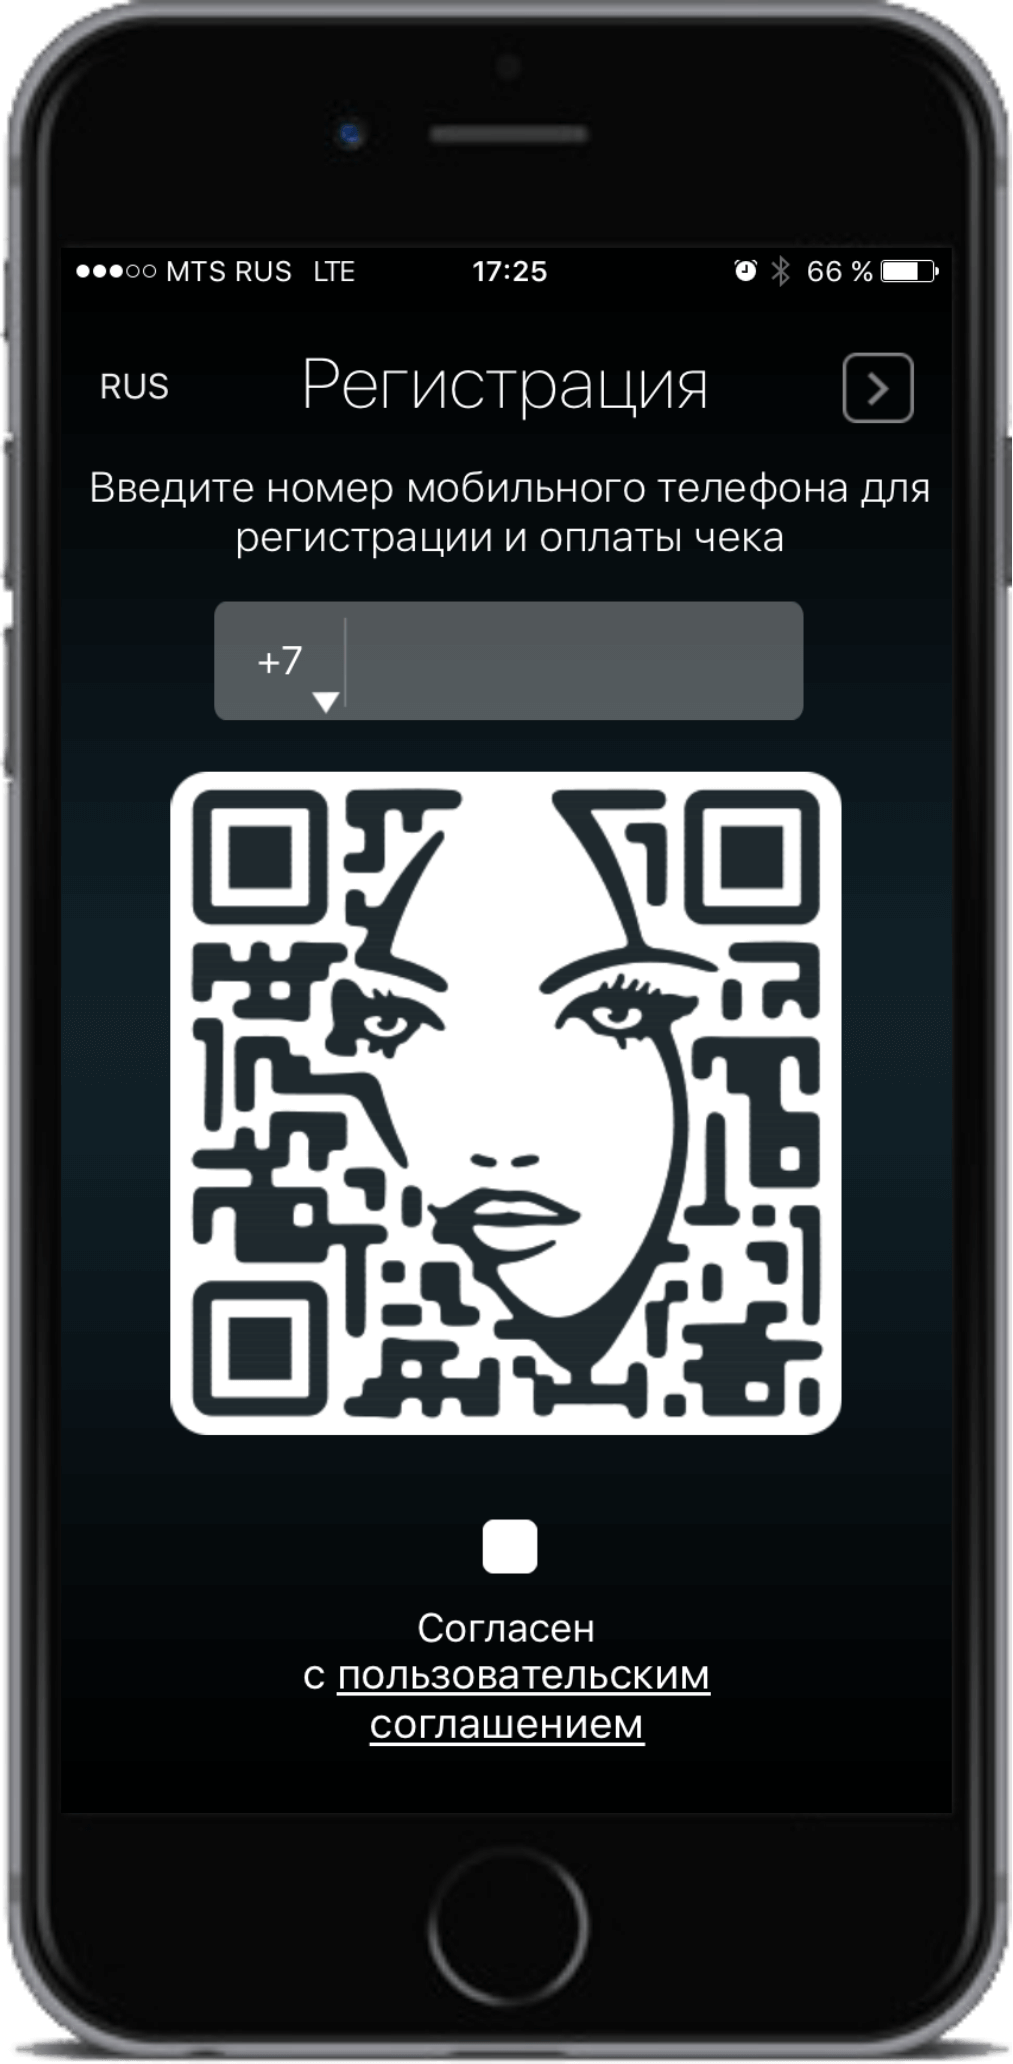 MTS RUS LTE 17:25 66 %
RUS Регистрация
Введите номер мобильного телефона для
регистрации и оплаты чека
+7
Согласен
с пользовательским
соглашением